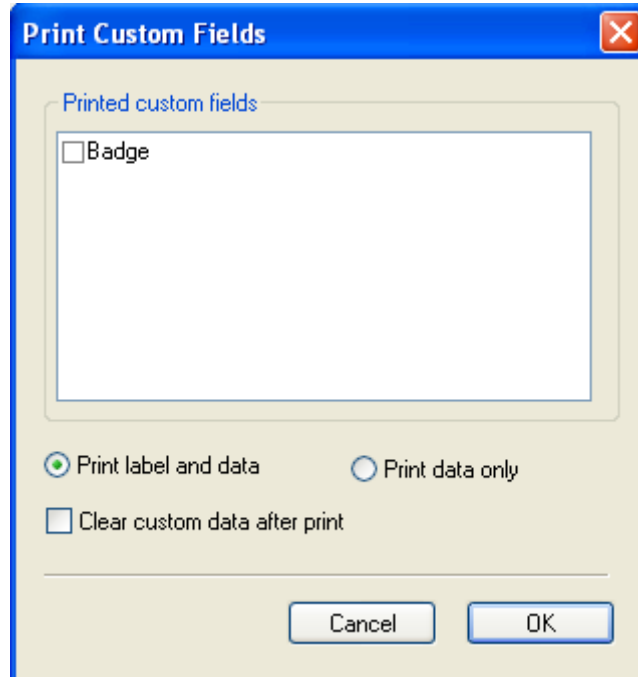 Print Custom Fields
Printed custom fields
Badge
Print label and data
Print data only
Clear custom data after print
Cancel
OK